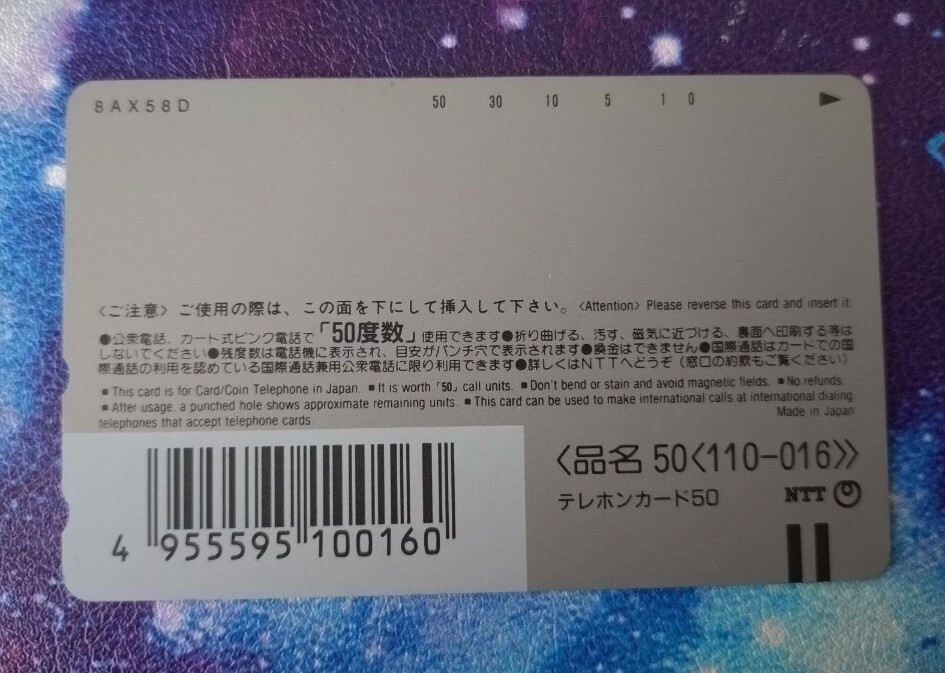 8AX58D 50 30 10 5 1 0
〈ご注意〉ご使用の際は、この面を下にして挿入して下さい。〈Attention〉Please reverse this card and insert it.
●公衆電話、カード式ピンク電話で「50度数」使用できます●折り曲げる、汚す、磁気に近づける、裏面へ印刷する等は
しないでください●残度数は電話機に表示され、目安がパンチ穴で表示されます●換金はできません●国際通話はカードでの国
際通話の利用を認めている国際通話兼用公衆電話に限り利用できます●詳しくはNTTへどうぞ（窓口の約款もご覧ください）
■This card is for Card/Coin Telephone in Japan. ■It is worth「50」call units. ■Don't bend or stain and avoid magnetic fields. ■No refunds.
■After usage, a punched hole shows approximate remaining units. ■This card can be used to make international calls at international dialing
telephones that accept telephone cards. Made in Japan
〈品名 50〈110-016〉〉
テレホンカード50 NTT
4 955595 100160